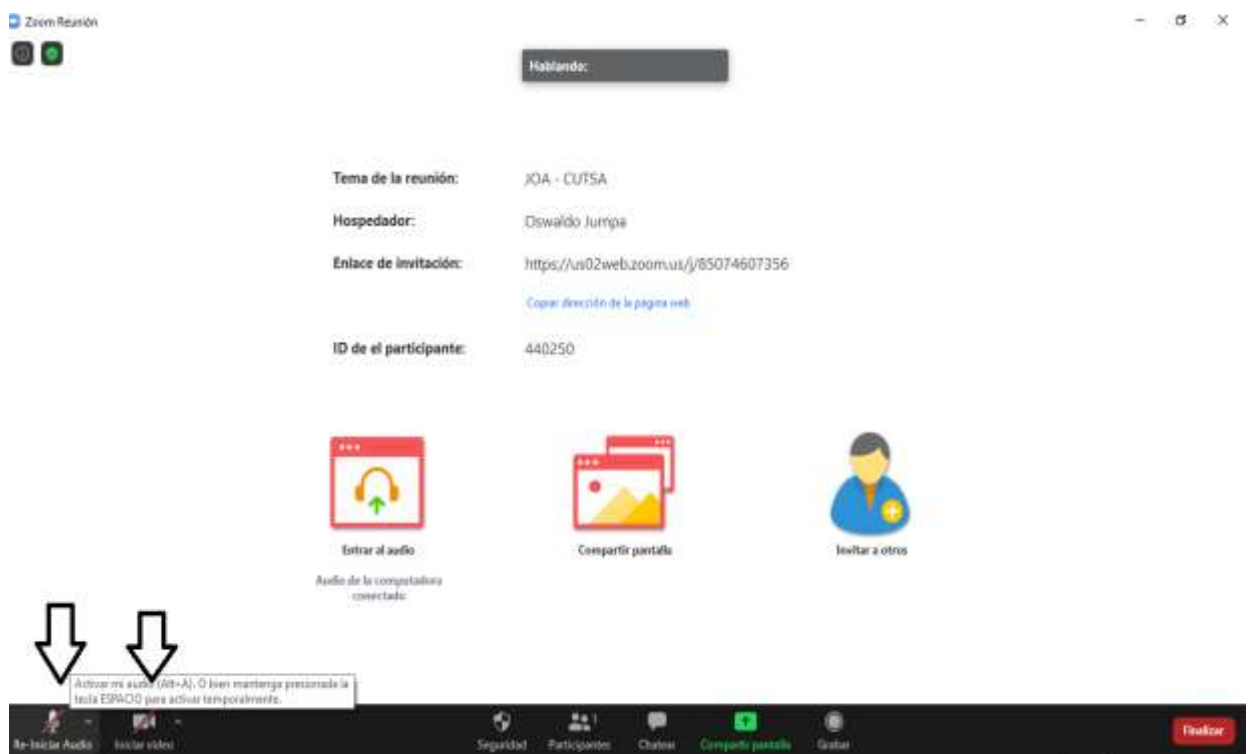 Zoom Reunión
Hablando:
Tema de la reunión: JOA - CUTSA
Hospedador: Oswaldo Jumpa
Enlace de invitación: https://us02web.zoom.us/j/85074607356
Copiar dirección de la página web
ID de el participante: 440250
Entrar al audio
Compartir pantalla
Invitar a otros
Audio de la computadora
conectado
Activar mi audio (Alt+A). O bien mantenga presionada la
tecla ESPACIO para activar temporalmente.
1
Re-Iniciar Audio
Iniciar video
Seguridad
Participantes
Chatear
Compartir pantalla
Grabar
Finalizar